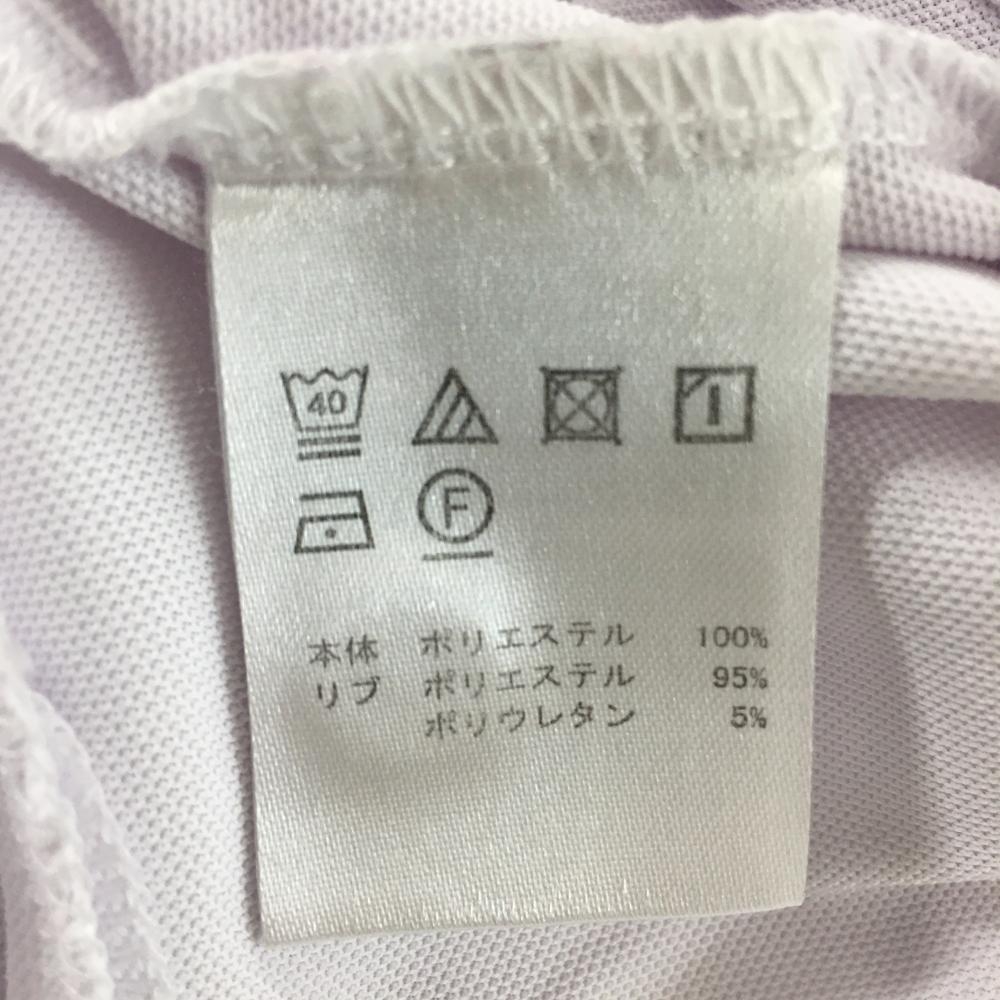 40
F
本体 ポリエステル 100%
リブ ポリエステル 95%
ポリウレタン 5%